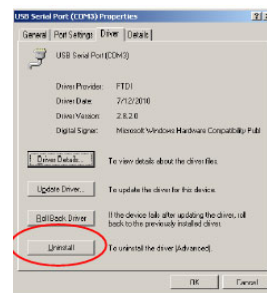 USB Serial Port (COM3) Properties
General Port Settings Driver Details
USB Serial Port (COM3)
Driver Provider: FTDI
Driver Date: 7/12/2010
Driver Version: 2.8.2.0
Digital Signer: Microsoft Windows Hardware Compatibility Publ
Driver Details... To view details about the driver files.
Update Driver... To update the driver for this device.
Roll Back Driver If the device fails after updating the driver, roll
back to the previously installed driver.
Uninstall To uninstall the driver (Advanced).
OK Cancel